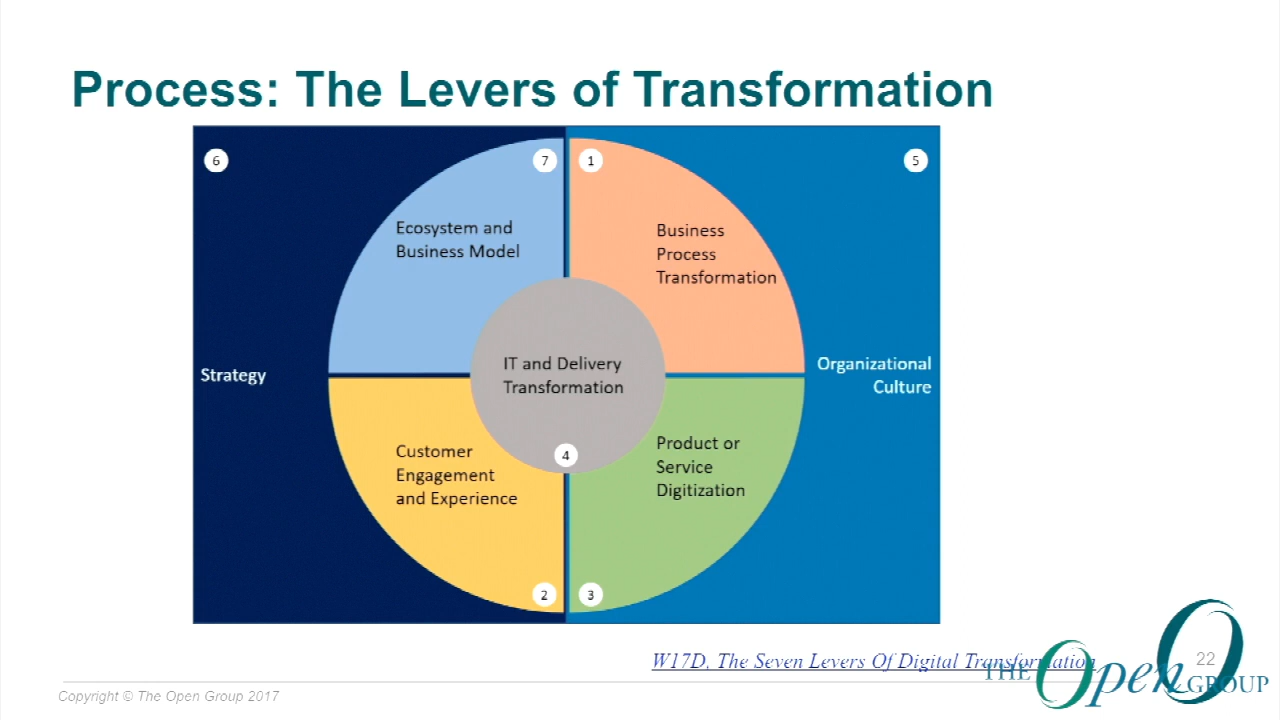 Process: The Levers of Transformation
6
7
1
5
Ecosystem and
Business Model
Business
Process
Transformation
IT and Delivery
Transformation
Strategy
Organizational
Culture
Customer
Engagement
and Experience
4
Product or
Service
Digitization
2
3
W17D, The Seven Levers Of Digital Transformation
22
THE Open GROUP
Copyright © The Open Group 2017